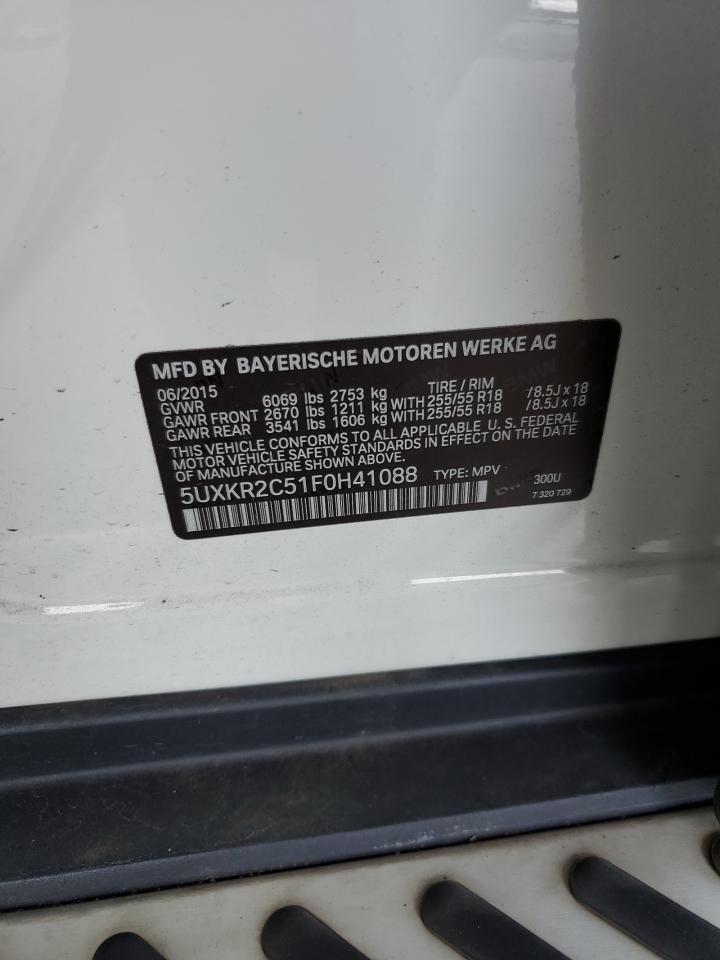 MFD BY BAYERISCHE MOTOREN WERKE AG
06/2015 TIRE / RIM
GVWR 6069 lbs 2753 kg
GAWR FRONT 2670 lbs 1211 kg WITH 255/55 R18 /8.5J x 18
GAWR REAR 3541 lbs 1606 kg WITH 255/55 R18 /8.5J x 18
THIS VEHICLE CONFORMS TO ALL APPLICABLE U. S. FEDERAL
MOTOR VEHICLE SAFETY STANDARDS IN EFFECT ON THE DATE
OF MANUFACTURE SHOWN ABOVE.
5UXKR2C51F0H41088 TYPE: MPV 300U
7 320 729